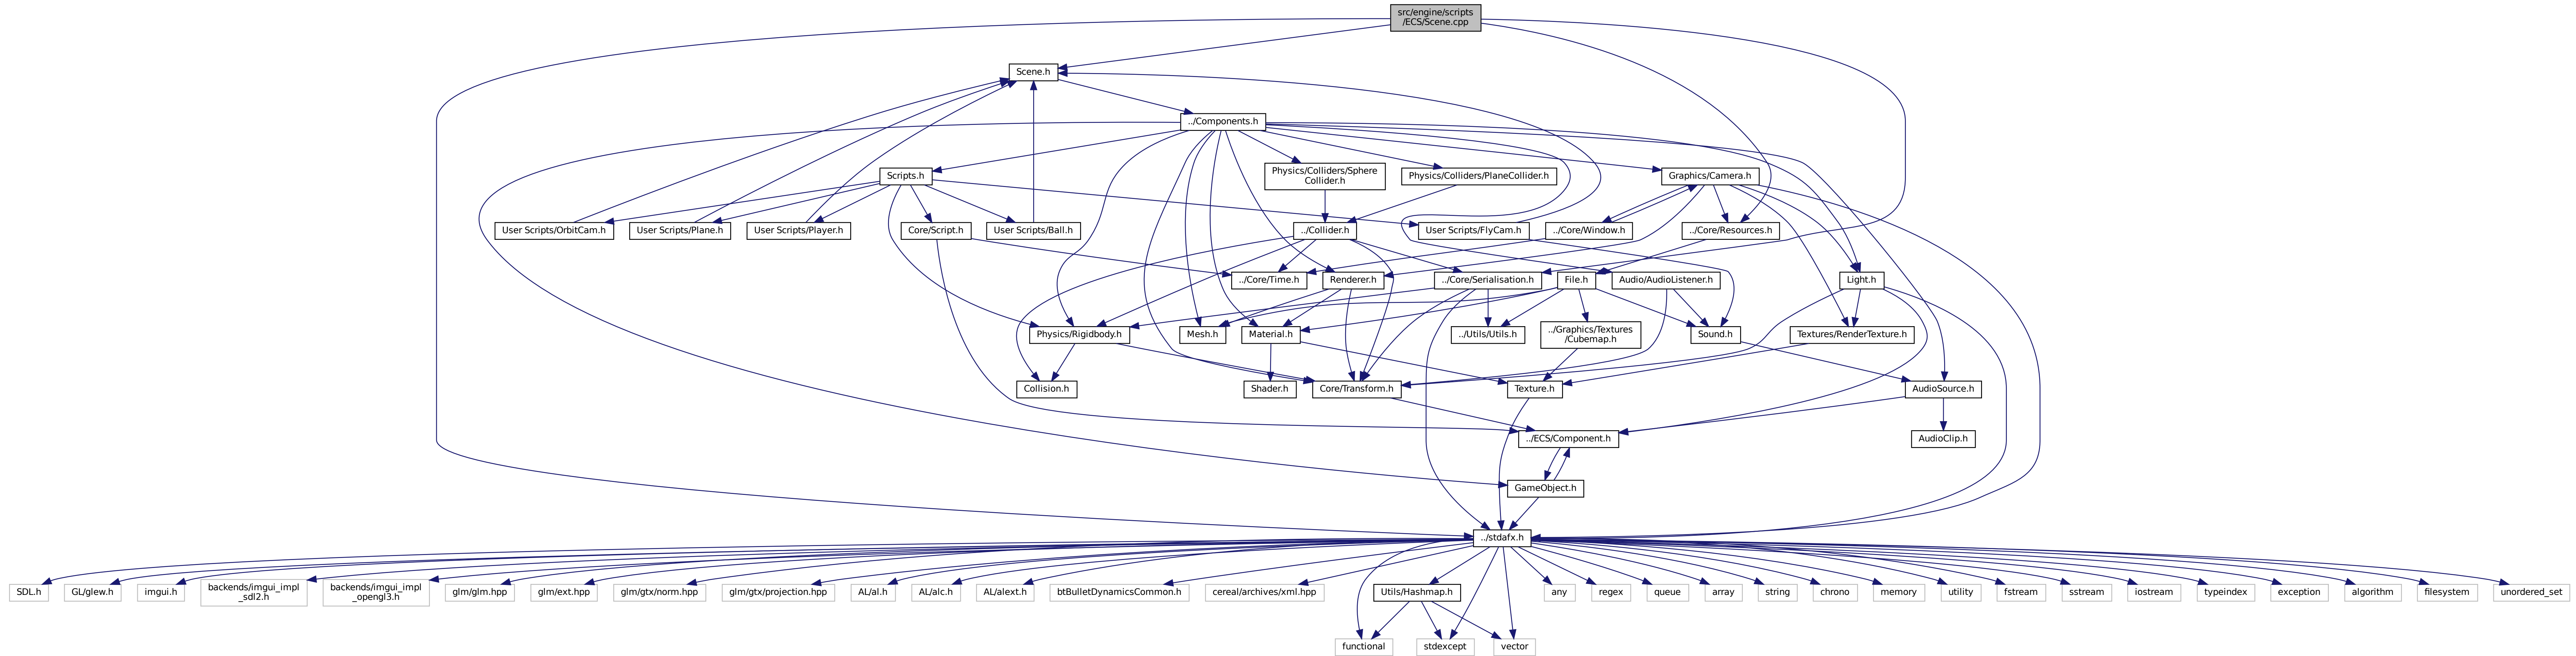 src/engine/scripts
/ECS/Scene.cpp
Scene.h
../Components.h
Scripts.h
Physics/Colliders/Sphere
Collider.h
Physics/Colliders/PlaneCollider.h
Graphics/Camera.h
User Scripts/OrbitCam.h
User Scripts/Plane.h
User Scripts/Player.h
Core/Script.h
User Scripts/Ball.h
../Collider.h
User Scripts/FlyCam.h
../Core/Window.h
../Core/Resources.h
../Core/Time.h
Renderer.h
../Core/Serialisation.h
File.h
Audio/AudioListener.h
Light.h
Physics/Rigidbody.h
Mesh.h
Material.h
../Utils/Utils.h
../Graphics/Textures
/Cubemap.h
Sound.h
Textures/RenderTexture.h
Collision.h
Shader.h
Core/Transform.h
Texture.h
AudioSource.h
../ECS/Component.h
AudioClip.h
GameObject.h
../stdafx.h
SDL.h
GL/glew.h
imgui.h
backends/imgui_impl
_sdl2.h
backends/imgui_impl
_opengl3.h
glm/glm.hpp
glm/ext.hpp
glm/gtx/norm.hpp
glm/gtx/projection.hpp
AL/al.h
AL/alc.h
AL/alext.h
btBulletDynamicsCommon.h
cereal/archives/xml.hpp
Utils/Hashmap.h
any
regex
queue
array
string
chrono
memory
utility
fstream
sstream
iostream
typeindex
exception
algorithm
filesystem
unordered_set
functional
stdexcept
vector